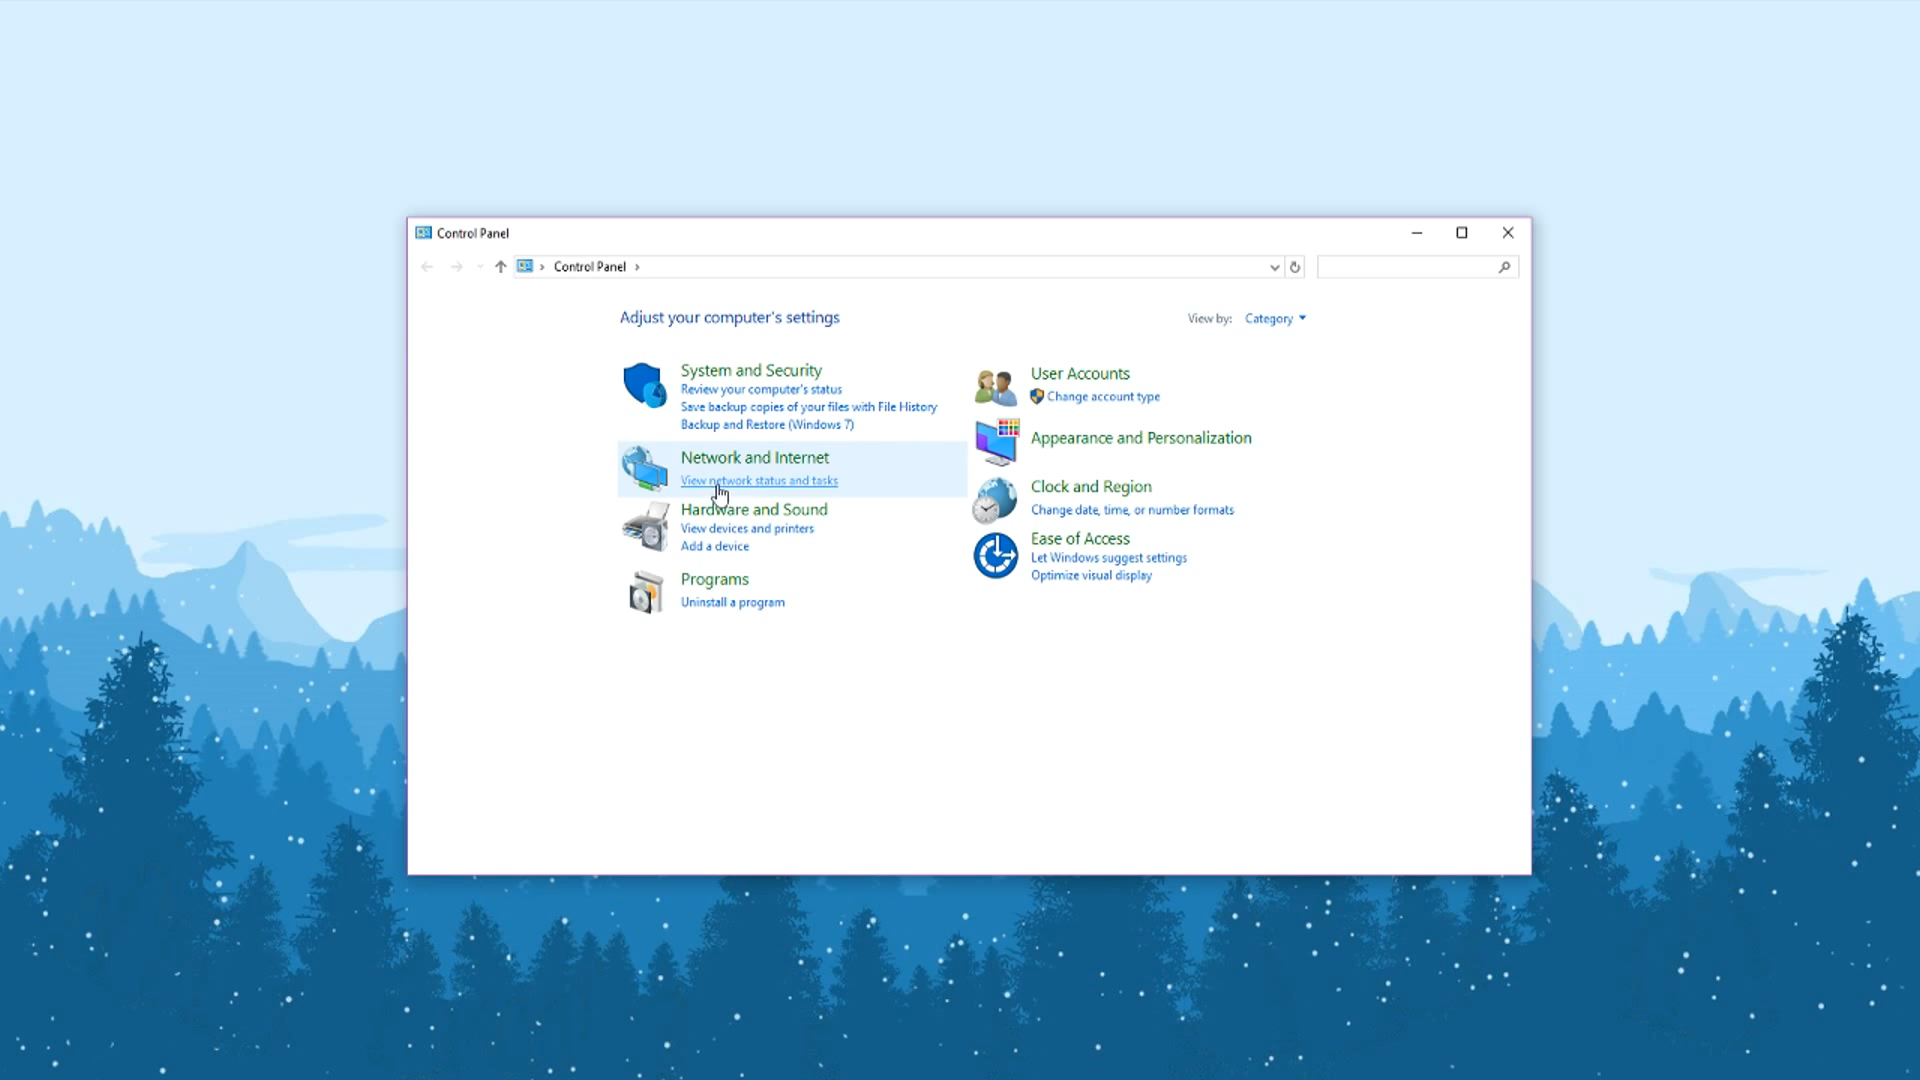 Control Panel
Control Panel
Adjust your computer's settings
View by: Category
System and Security
Review your computer's status
Save backup copies of your files with File History
Backup and Restore (Windows 7)
Network and Internet
View network status and tasks
Hardware and Sound
View devices and printers
Add a device
Programs
Uninstall a program
User Accounts
Change account type
Appearance and Personalization
Clock and Region
Change date, time, or number formats
Ease of Access
Let Windows suggest settings
Optimize visual display